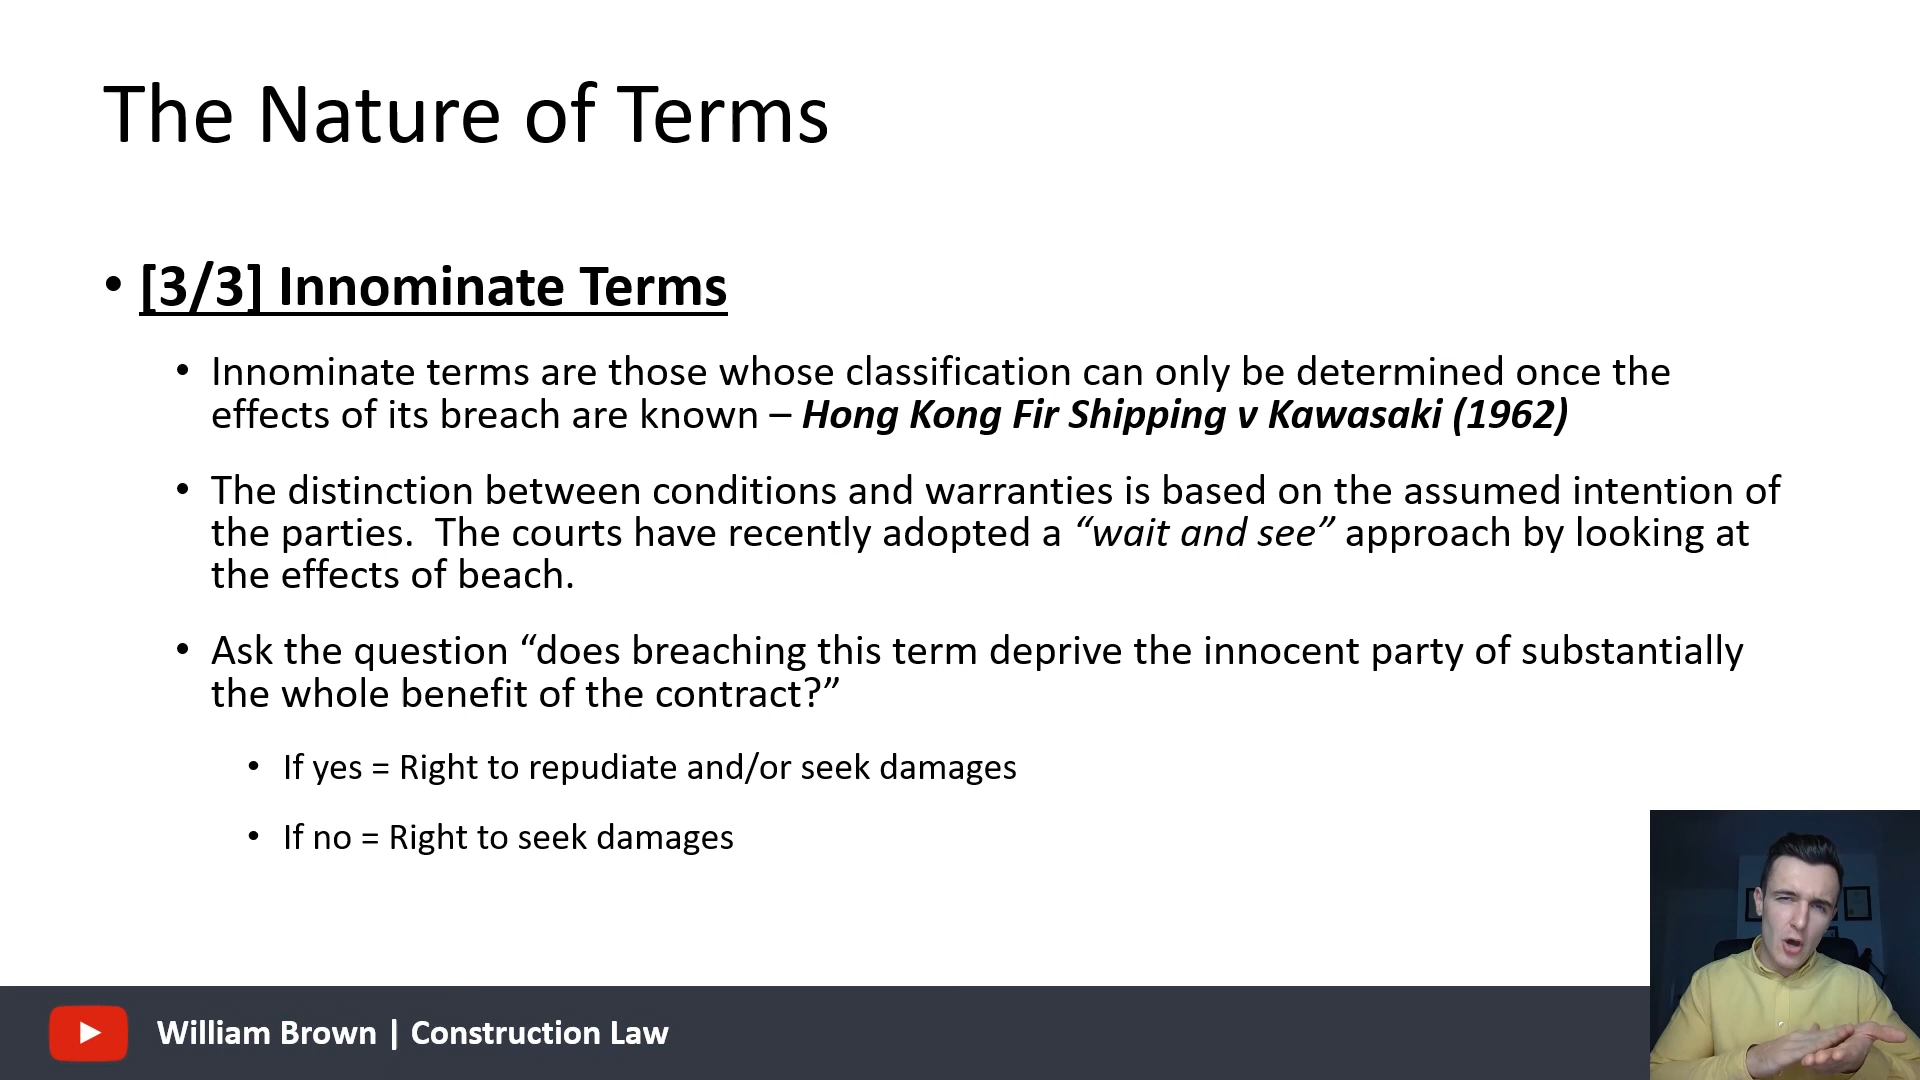 The Nature of Terms
• [3/3] Innominate Terms
• Innominate terms are those whose classification can only be determined once the
effects of its breach are known – Hong Kong Fir Shipping v Kawasaki (1962)
• The distinction between conditions and warranties is based on the assumed intention of
the parties.  The courts have recently adopted a “wait and see” approach by looking at
the effects of beach.
• Ask the question “does breaching this term deprive the innocent party of substantially
the whole benefit of the contract?”
• If yes = Right to repudiate and/or seek damages
• If no = Right to seek damages
William Brown | Construction Law